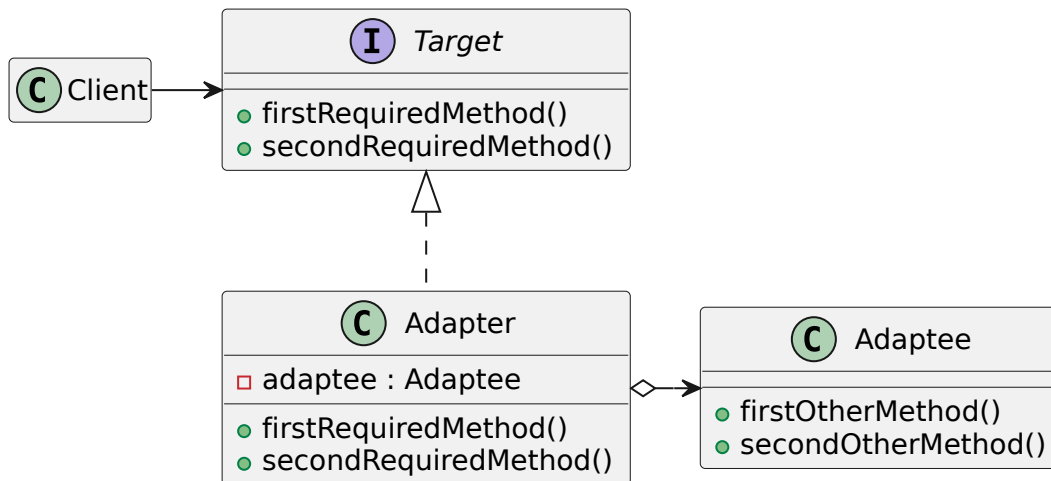 I Target
C Client
firstRequiredMethod()
secondRequiredMethod()
C Adapter
adaptee : Adaptee
firstRequiredMethod()
secondRequiredMethod()
C Adaptee
firstOtherMethod()
secondOtherMethod()